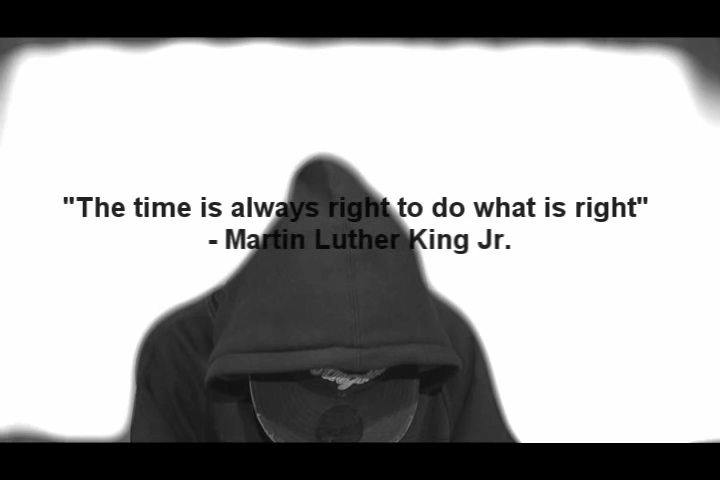 "The time is always right to do what is right"
- Martin Luther King Jr.